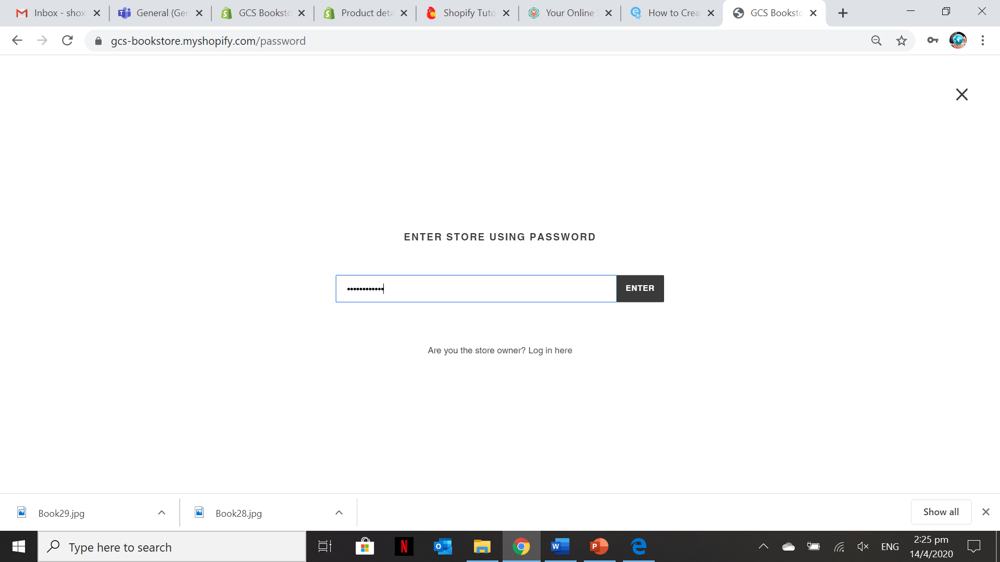 Inbox - shox
General (Ger
GCS Booksto
Product deta
Shopify Tuto
Your Online S
How to Crea
GCS Booksto
gcs-bookstore.myshopify.com/password
ENTER STORE USING PASSWORD
••••••••••••
ENTER
Are you the store owner? Log in here
Book29.jpg
Book28.jpg
Show all
Type here to search
ENG
2:25 pm
14/4/2020